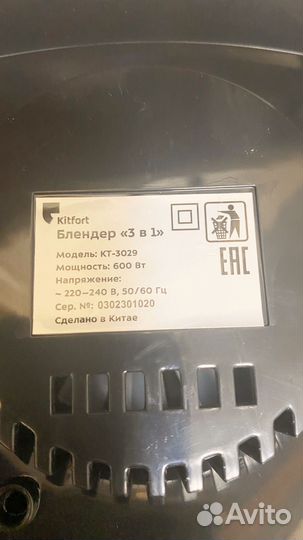 Kitfort
Блендер «3 в 1»
Модель: КТ-3029
Мощность: 600 Вт
Напряжение:
~ 220–240 В, 50/60 Гц
Сер. №: 0302301020
Сделано в Китае
EAC
Avito